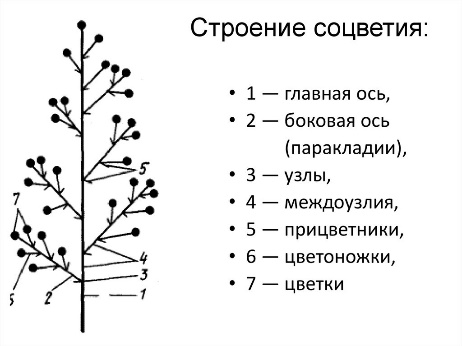 Строение соцветия:
• 1 — главная ось,
• 2 — боковая ось
(паракладии),
• 3 — узлы,
• 4 — междоузлия,
• 5 — прицветники,
• 6 — цветоножки,
• 7 — цветки
5
7
4
3
6
2
1